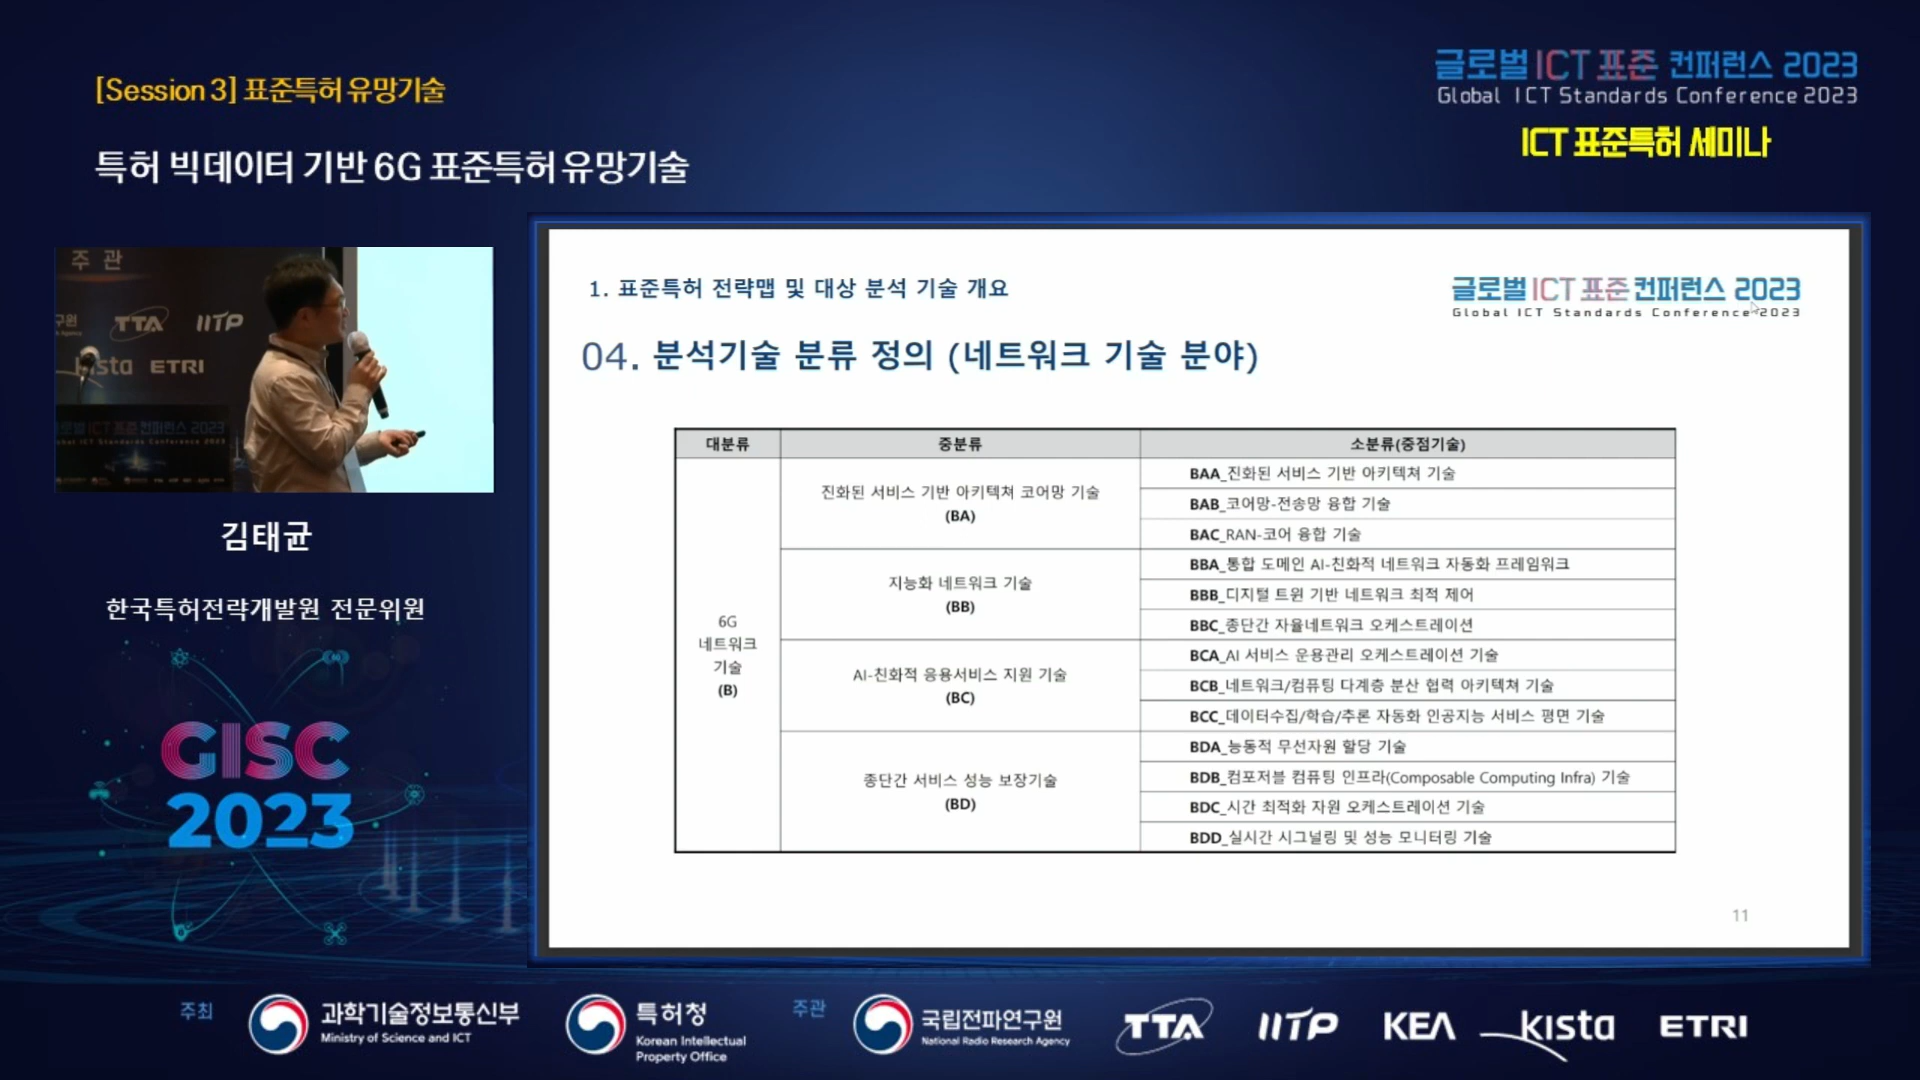 [Session 3] 표준특허 유망기술
특허 빅데이터 기반 6G 표준특허 유망기술
글로벌 ICT 표준 컨퍼런스 2023
Global ICT Standards Conference 2023
ICT 표준특허 세미나
주 관
TTA IITP
kista ETRI
김태균
한국특허전략개발원 전문위원
GISC
2023
1. 표준특허 전략맵 및 대상 분석 기술 개요
글로벌 ICT 표준 컨퍼런스 2023
Global ICT Standards Conference 2023
04. 분석기술 분류 정의 (네트워크 기술 분야)
대분류 중분류 소분류(중점기술)
6G
네트워크
기술
(B)
진화된 서비스 기반 아키텍쳐 코어망 기술
(BA)
BAA_진화된 서비스 기반 아키텍쳐 기술
BAB_코어망-전송망 융합 기술
BAC_RAN-코어 융합 기술
지능화 네트워크 기술
(BB)
BBA_통합 도메인 AI-친화적 네트워크 자동화 프레임워크
BBB_디지털 트윈 기반 네트워크 최적 제어
BBC_종단간 자율네트워크 오케스트레이션
AI-친화적 응용서비스 지원 기술
(BC)
BCA_AI 서비스 운용관리 오케스트레이션 기술
BCB_네트워크/컴퓨팅 다계층 분산 협력 아키텍쳐 기술
BCC_데이터수집/학습/추론 자동화 인공지능 서비스 평면 기술
종단간 서비스 성능 보장기술
(BD)
BDA_능동적 무선자원 할당 기술
BDB_컴포저블 컴퓨팅 인프라(Composable Computing Infra) 기술
BDC_시간 최적화 자원 오케스트레이션 기술
BDD_실시간 시그널링 및 성능 모니터링 기술
11
주최
과학기술정보통신부
Ministry of Science and ICT
특허청
Korean Intellectual
Property Office
주관
국립전파연구원
National Radio Research Agency
TTA
IITP
KEA
kista
ETRI